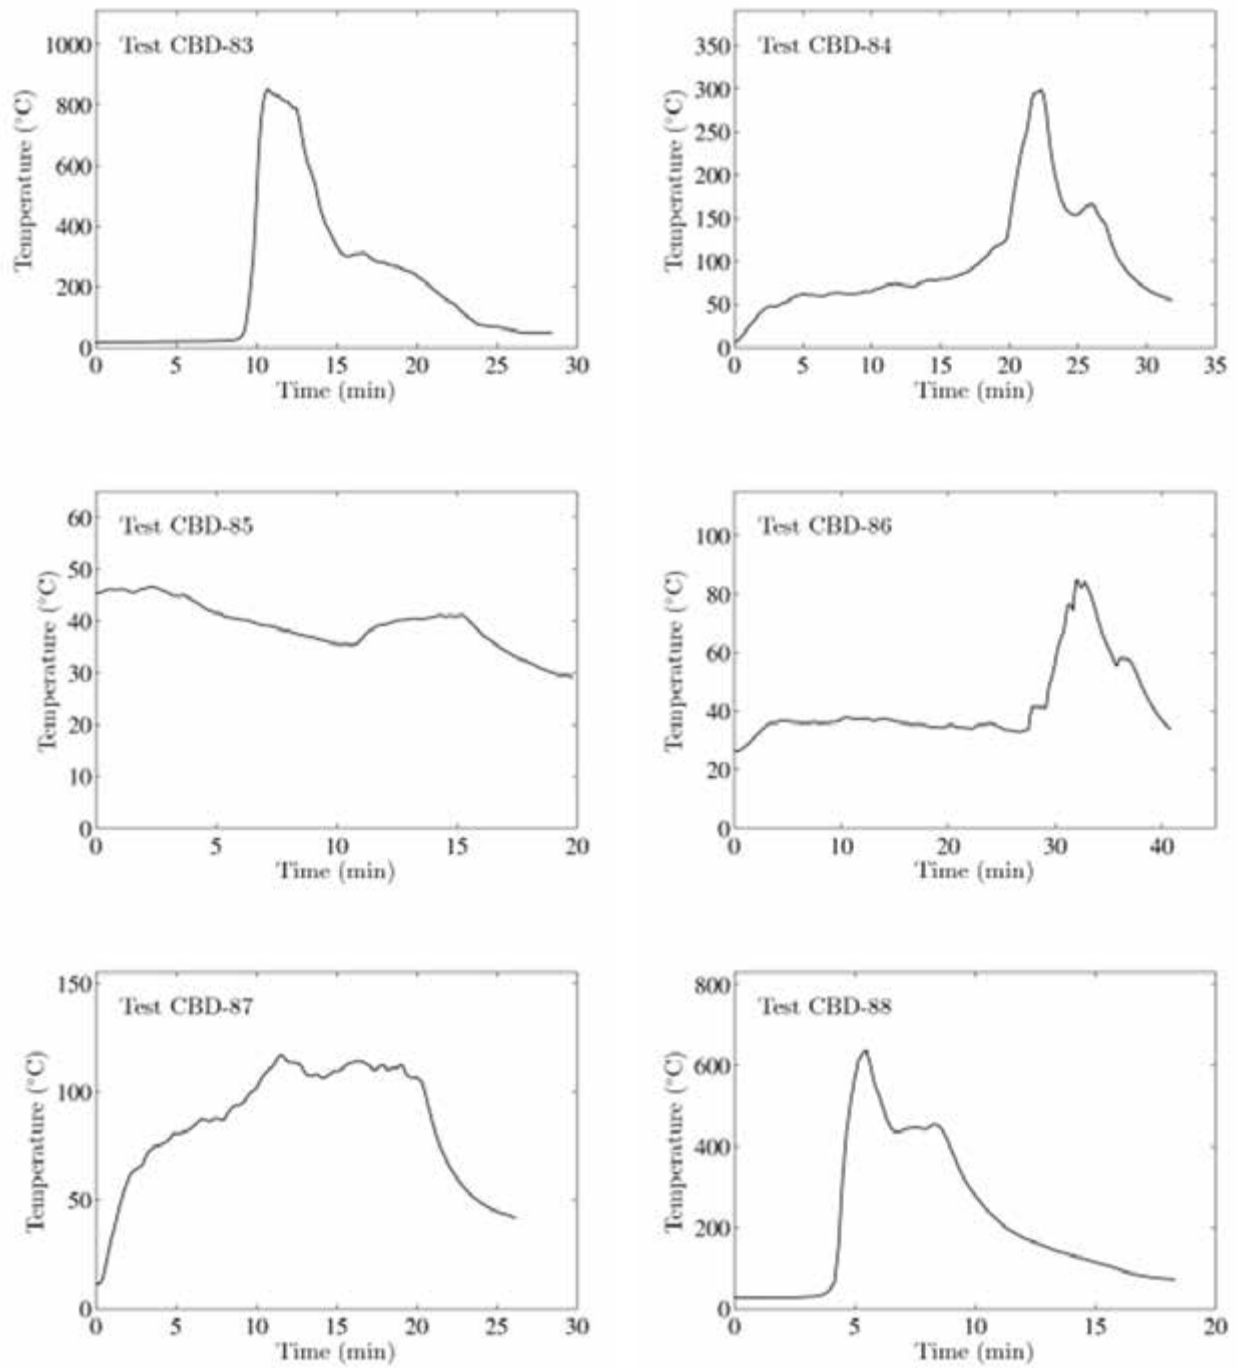 Test CBD-83
Temperature (°C)
1000
800
600
400
200
0
0 5 10 15 20 25 30
Time (min)
Test CBD-84
Temperature (°C)
350
300
250
200
150
100
50
0
0 5 10 15 20 25 30 35
Time (min)
Test CBD-85
Temperature (°C)
60
50
40
30
20
10
0
0 5 10 15 20
Time (min)
Test CBD-86
Temperature (°C)
100
80
60
40
20
0
0 10 20 30 40
Time (min)
Test CBD-87
Temperature (°C)
150
100
50
0
0 5 10 15 20 25 30
Time (min)
Test CBD-88
Temperature (°C)
800
600
400
200
0
0 5 10 15 20
Time (min)